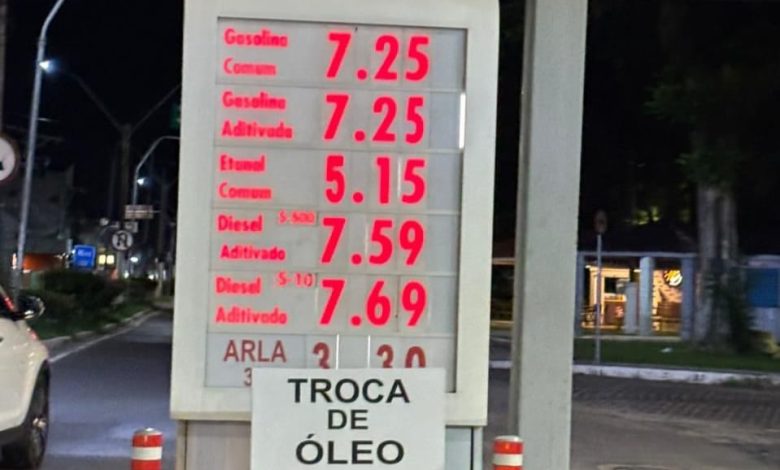 Gasolina
Comum 7.25
Gasolina
Aditivada 7.25
Etanol
Comum 5.15
Diesel S-500
Aditivado 7.59
Diesel S-10
Aditivado 7.69
ARLA 3.30
TROCA
DE
ÓLEO